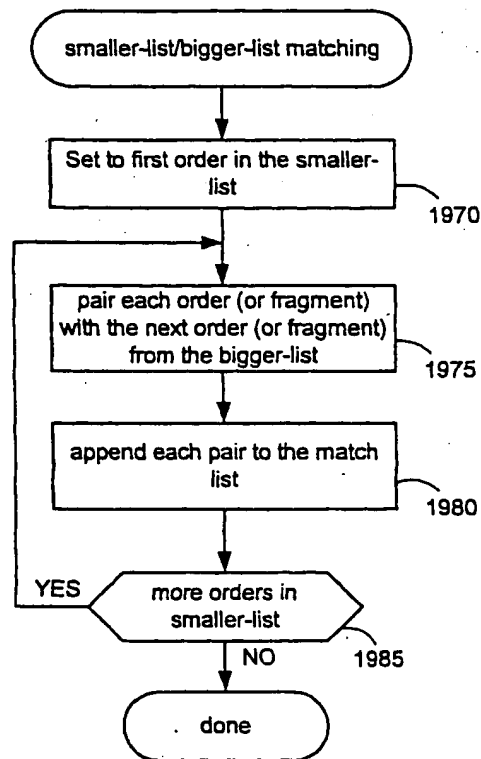 smaller-list/bigger-list matching
Set to first order in the smaller-
list
1970
pair each order (or fragment)
with the next order (or fragment)
from the bigger-list
1975
append each pair to the match
list
1980
YES
more orders in
smaller-list
1985
NO
done